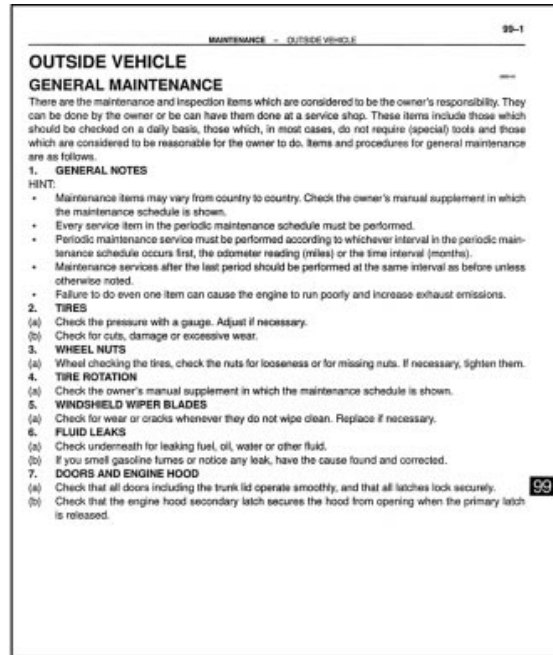 99–1
MAINTENANCE – OUTSIDE VEHICLE
OUTSIDE VEHICLE
GENERAL MAINTENANCE
There are the maintenance and inspection items which are considered to be the owner's responsibility. They
can be done by the owner or be can have them done at a service shop. These items include those which
should be checked on a daily basis, those which, in most cases, do not require (special) tools and those
which are considered to be reasonable for the owner to do. Items and procedures for general maintenance
are as follows.
1. GENERAL NOTES
HINT:
• Maintenance items may vary from country to country. Check the owner's manual supplement in which
the maintenance schedule is shown.
• Every service item in the periodic maintenance schedule must be performed.
• Periodic maintenance service must be performed according to whichever interval in the periodic main-
tenance schedule occurs first, the odometer reading (miles) or the time interval (months).
• Maintenance services after the last period should be performed at the same interval as before unless
otherwise noted.
• Failure to do even one item can cause the engine to run poorly and increase exhaust emissions.
2. TIRES
(a) Check the pressure with a gauge. Adjust if necessary.
(b) Check for cuts, damage or excessive wear.
3. WHEEL NUTS
(a) Wheel checking the tires, check the nuts for looseness or for missing nuts. If necessary, tighten them.
4. TIRE ROTATION
(a) Check the owner's manual supplement in which the maintenance schedule is shown.
5. WINDSHIELD WIPER BLADES
(a) Check for wear or cracks whenever they do not wipe clean. Replace if necessary.
6. FLUID LEAKS
(a) Check underneath for leaking fuel, oil, water or other fluid.
(b) If you smell gasoline fumes or notice any leak, have the cause found and corrected.
7. DOORS AND ENGINE HOOD
(a) Check that all doors including the trunk lid operate smoothly, and that all latches lock securely.
(b) Check that the engine hood secondary latch secures the hood from opening when the primary latch
is released.
99